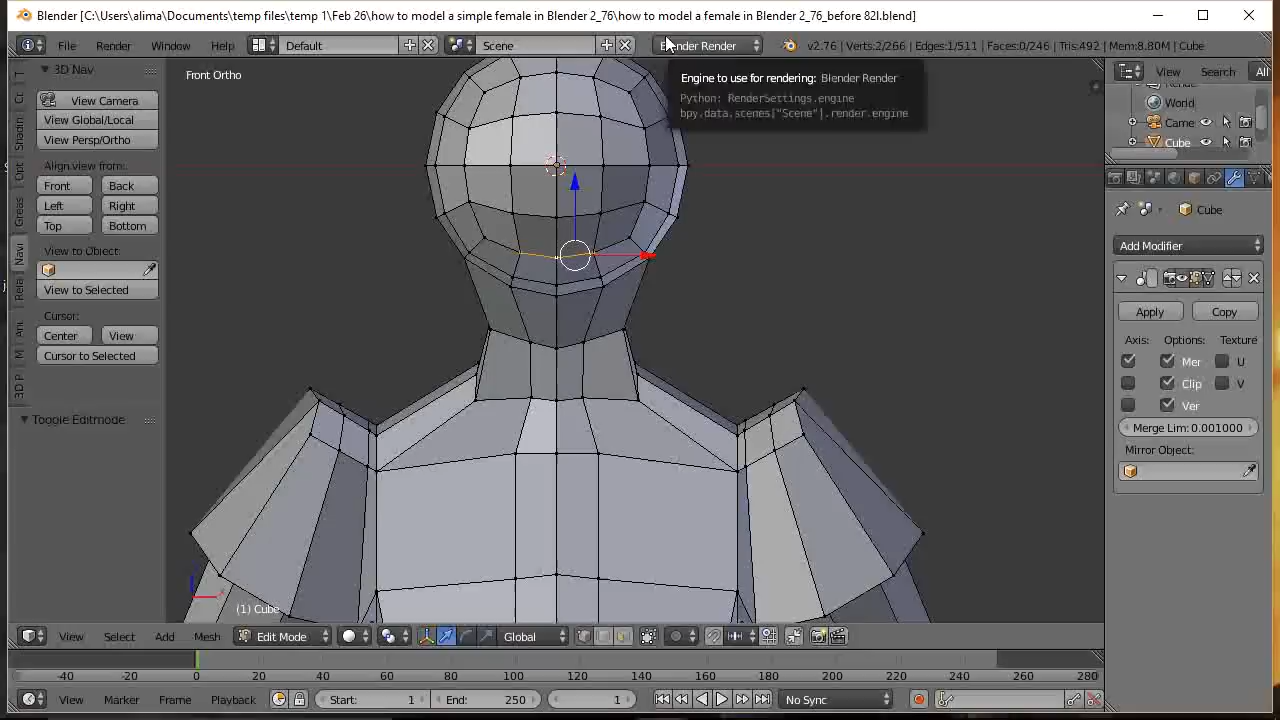 Blender [C:\Users\alima\Documents\temp files\temp 1\Feb 26\how to model a simple female in Blender 2_76\how to model a female in Blender 2_76_before 82l.blend]
File Render Window Help Default Scene Blender Render v2.76 | Verts:2/266 | Edges:1/511 | Faces:0/246 | Tris:492 | Mem:8.80M | Cube
3D Nav
View Camera
View Global/Local
View Persp/Ortho
Align view from:
Front Back
Left Right
Top Bottom
View to Object:
View to Selected
Cursor:
Center View
Cursor to Selected
Toggle Editmode
Front Ortho
Engine to use for rendering: Blender Render
Python: RenderSettings.engine
bpy.data.scenes["Scene"].render.engine
(1) Cube
View Search All
World
Came
Cube
Cube
Add Modifier
Apply Copy
Axis: Options: Texture
Mer U
Clip V
Ver
Merge Lim: 0.001000
Mirror Object:
View Select Add Mesh Edit Mode Global
-40 -20 0 20 40 60 80 100 120 140 160 180 200 220 240 260 280
View Marker Frame Playback Start: 1 End: 250 1 No Sync